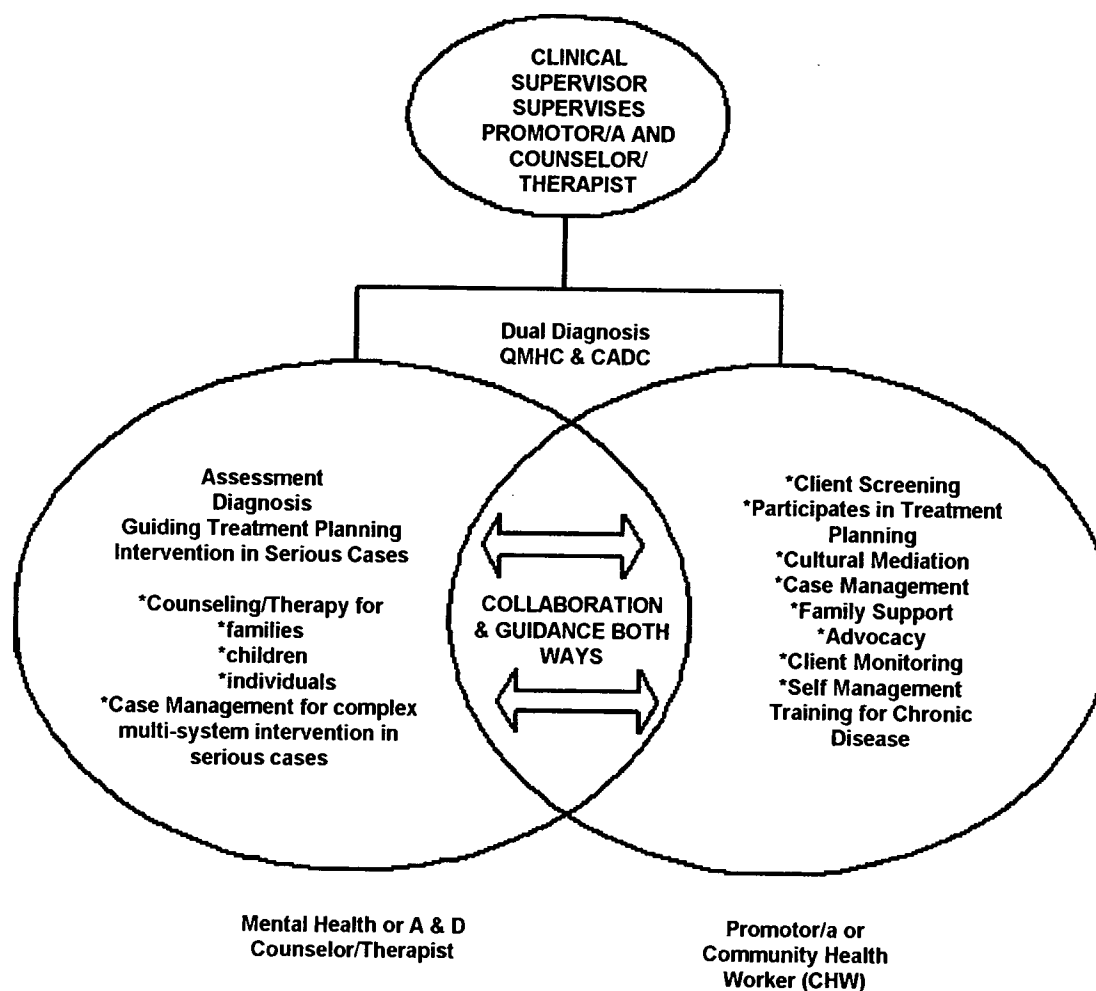 CLINICAL
SUPERVISOR
SUPERVISES
PROMOTOR/A AND
COUNSELOR/
THERAPIST
Dual Diagnosis
QMHC & CADC
Assessment
Diagnosis
Guiding Treatment Planning
Intervention in Serious Cases
*Counseling/Therapy for
*families
*children
*individuals
*Case Management for complex
multi-system intervention in
serious cases
COLLABORATION
& GUIDANCE BOTH
WAYS
*Client Screening
*Participates in Treatment
Planning
*Cultural Mediation
*Case Management
*Family Support
*Advocacy
*Client Monitoring
*Self Management
Training for Chronic
Disease
Mental Health or A & D
Counselor/Therapist
Promotor/a or
Community Health
Worker (CHW)